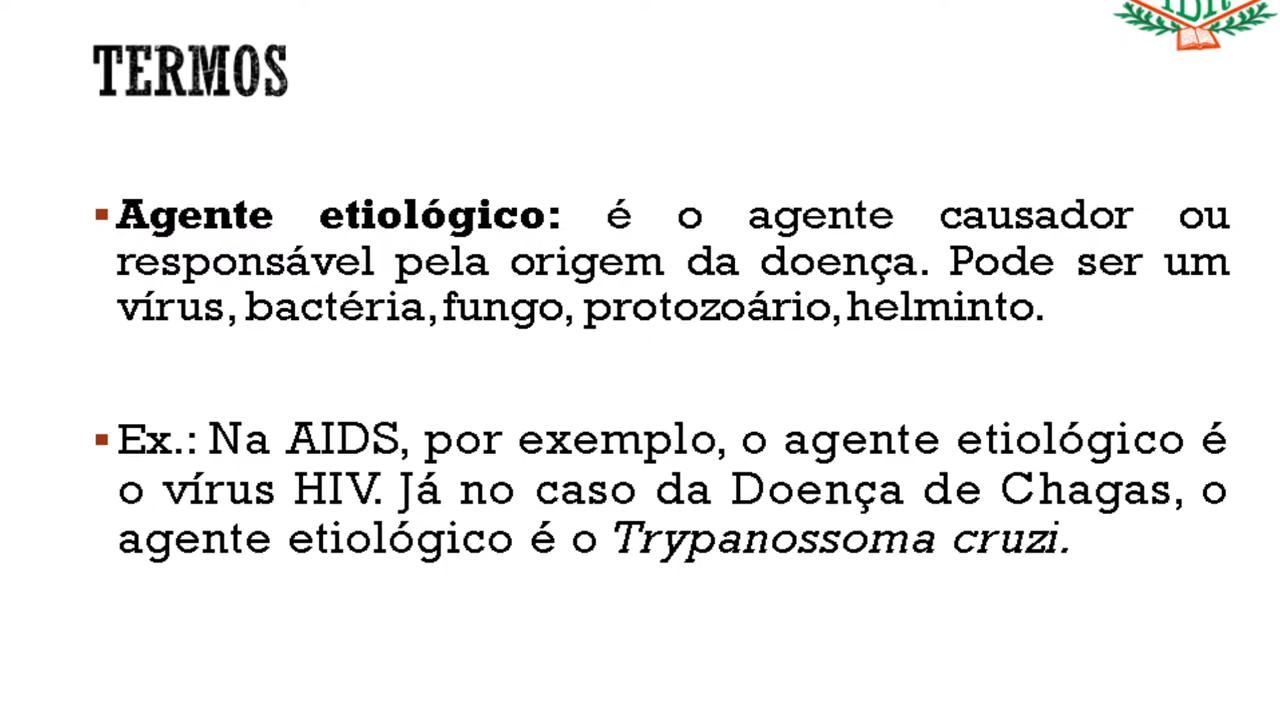 TERMOS
▪ Agente etiológico: é o agente causador ou
responsável pela origem da doença. Pode ser um
vírus, bactéria, fungo, protozoário, helminto.
▪ Ex.: Na AIDS, por exemplo, o agente etiológico é
o vírus HIV. Já no caso da Doença de Chagas, o
agente etiológico é o Trypanossoma cruzi.